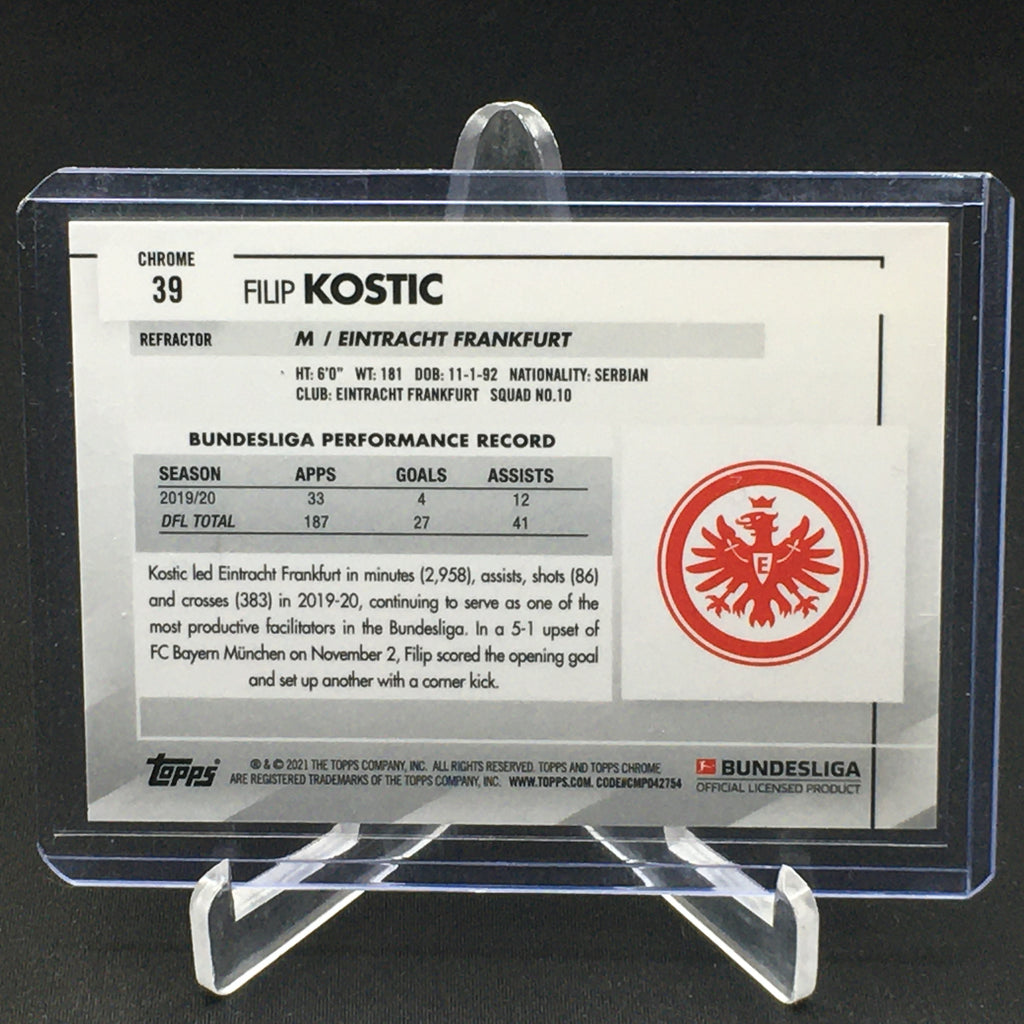 CHROME
39
FILIP KOSTIC
REFRACTOR
M / EINTRACHT FRANKFURT
HT: 6'0" WT: 181 DOB: 11-1-92 NATIONALITY: SERBIAN
CLUB: EINTRACHT FRANKFURT SQUAD NO.10
BUNDESLIGA PERFORMANCE RECORD
SEASON APPS GOALS ASSISTS
2019/20 33 4 12
DFL TOTAL 187 27 41
Kostic led Eintracht Frankfurt in minutes (2,958), assists, shots (86)
and crosses (383) in 2019-20, continuing to serve as one of the
most productive facilitators in the Bundesliga. In a 5-1 upset of
FC Bayern München on November 2, Filip scored the opening goal
and set up another with a corner kick.
E
Topps
® & © 2021 THE TOPPS COMPANY, INC. ALL RIGHTS RESERVED. TOPPS AND TOPPS CHROME
ARE REGISTERED TRADEMARKS OF THE TOPPS COMPANY, INC. WWW.TOPPS.COM. CODE#CMP042754
BUNDESLIGA
OFFICIAL LICENSED PRODUCT